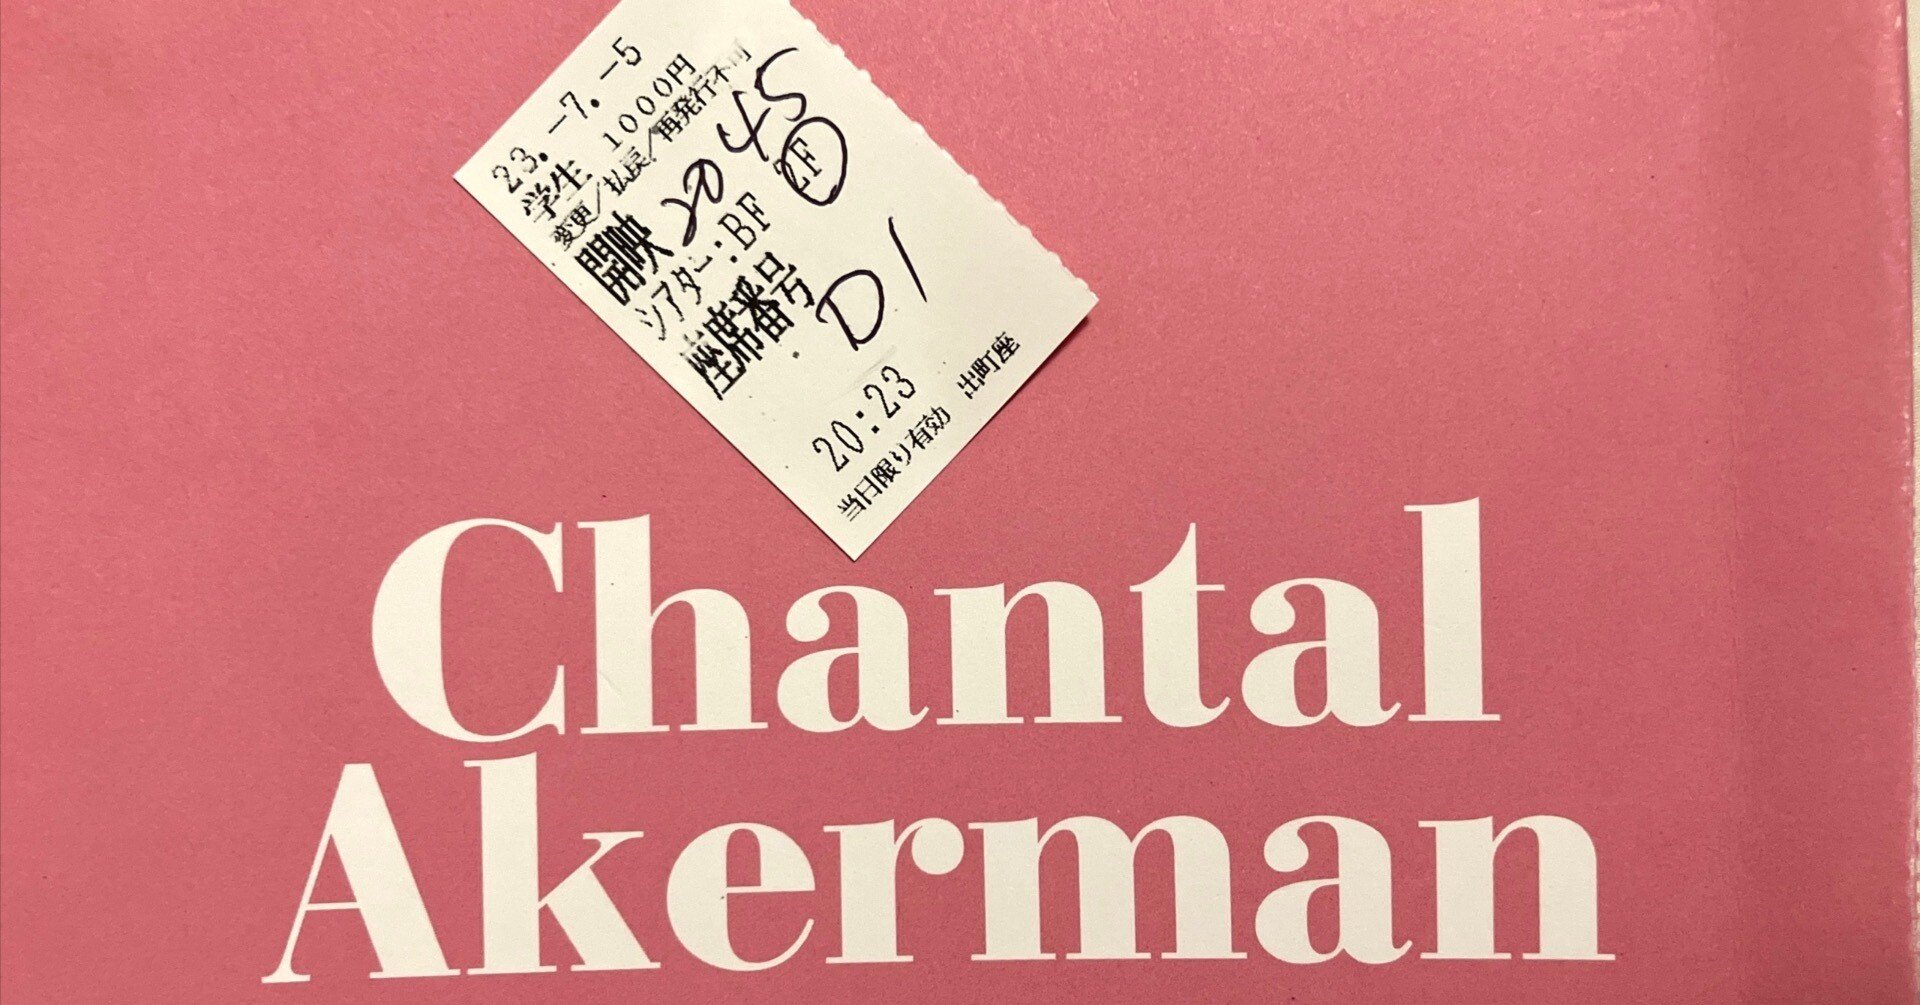 23.-7.-5
学生 1000円
変更/払戻/再発行不可
開映 2045
シアター:BF 2F
座席番号 D1
20:23
当日限り有効 出町座
Chantal
Akerman